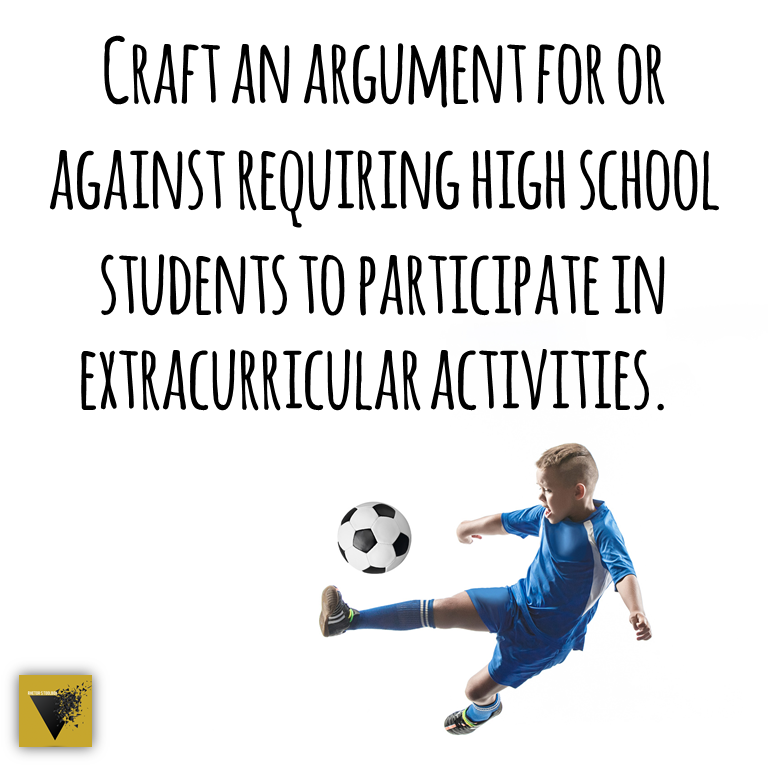 Craft an argument for or
against requiring high school
students to participate in
extracurricular activities.